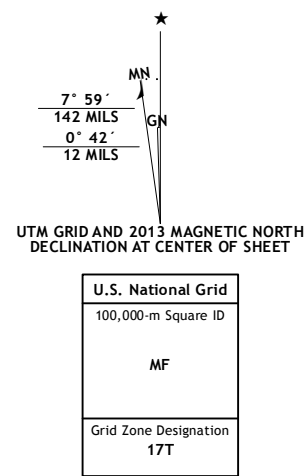 ★
MN
7° 59´
142 MILS
GN
0° 42´
12 MILS
UTM GRID AND 2013 MAGNETIC NORTH
DECLINATION AT CENTER OF SHEET
U.S. National Grid
100,000-m Square ID
MF
Grid Zone Designation
17T